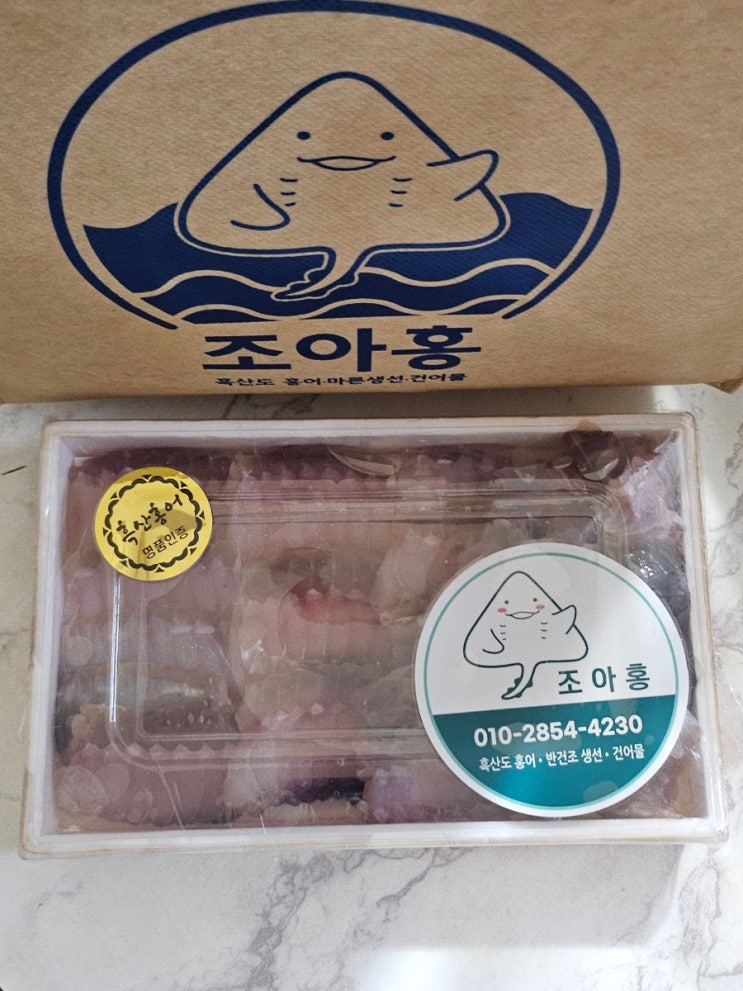 조아홍
흑산도 홍어·마른생선·건어물
흑산홍어
명품인증
조아홍
010-2854-4230
흑산도 홍어·반건조 생선·건어물